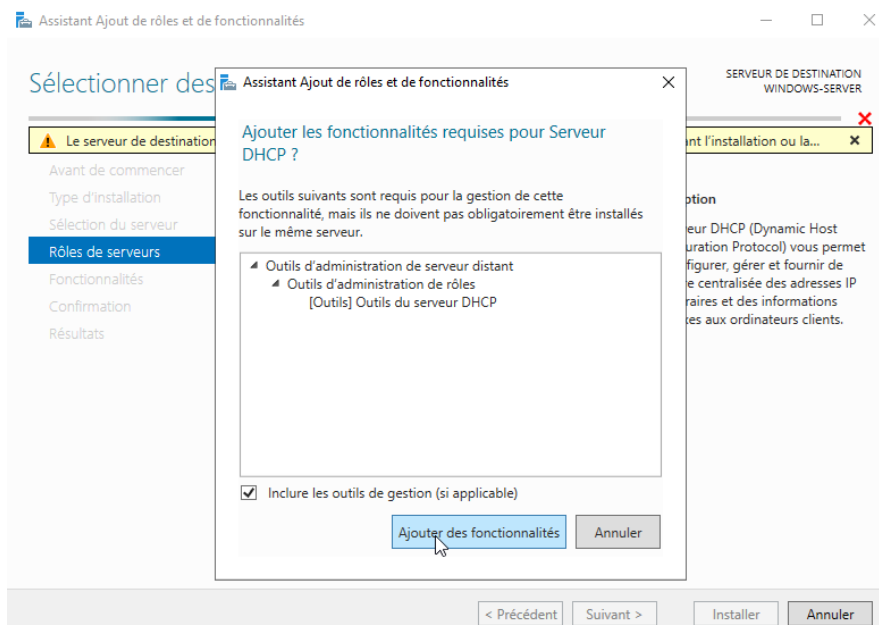 Assistant Ajout de rôles et de fonctionnalités
Sélectionner des
SERVEUR DE DESTINATION
WINDOWS-SERVER
Le serveur de destination
ant l'installation ou la...
Avant de commencer
Type d'installation
Sélection du serveur
Rôles de serveurs
Fonctionnalités
Confirmation
Résultats
Assistant Ajout de rôles et de fonctionnalités
Ajouter les fonctionnalités requises pour Serveur
DHCP ?
Les outils suivants sont requis pour la gestion de cette
fonctionnalité, mais ils ne doivent pas obligatoirement être installés
sur le même serveur.
Outils d'administration de serveur distant
Outils d'administration de rôles
[Outils] Outils du serveur DHCP
Inclure les outils de gestion (si applicable)
Ajouter des fonctionnalités
Annuler
ption
eur DHCP (Dynamic Host
uration Protocol) vous permet
figurer, gérer et fournir de
e centralisée des adresses IP
raires et des informations
es aux ordinateurs clients.
< Précédent
Suivant >
Installer
Annuler